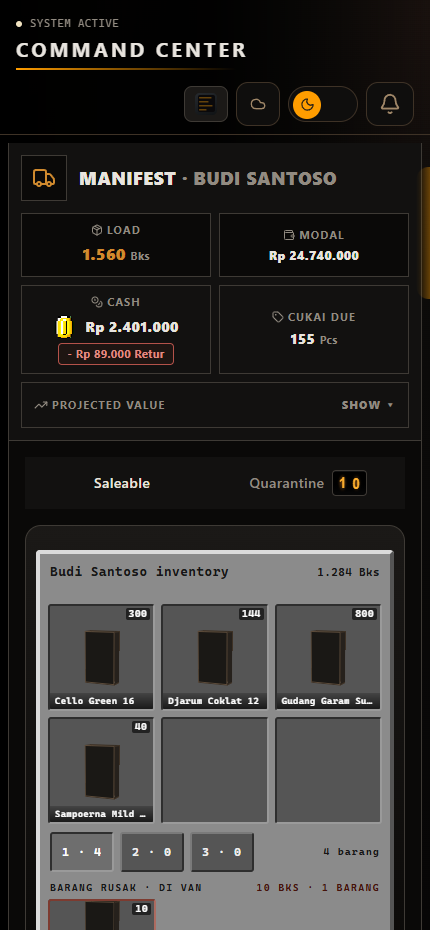 SYSTEM ACTIVE
COMMAND CENTER
MANIFEST · BUDI SANTOSO
LOAD
1.560 Bks
MODAL
Rp 24.740.000
CASH
Rp 2.401.000
- Rp 89.000 Retur
CUKAI DUE
155 Pcs
PROJECTED VALUE
SHOW ▾
Saleable
Quarantine 10
Budi Santoso inventory
1.284 Bks
300
Cello Green 16
144
Djarum Coklat 12
800
Gudang Garam Su…
40
Sampoerna Mild …
1 · 4
2 · 0
3 · 0
4 barang
BARANG RUSAK · DI VAN
10 BKS · 1 BARANG
10